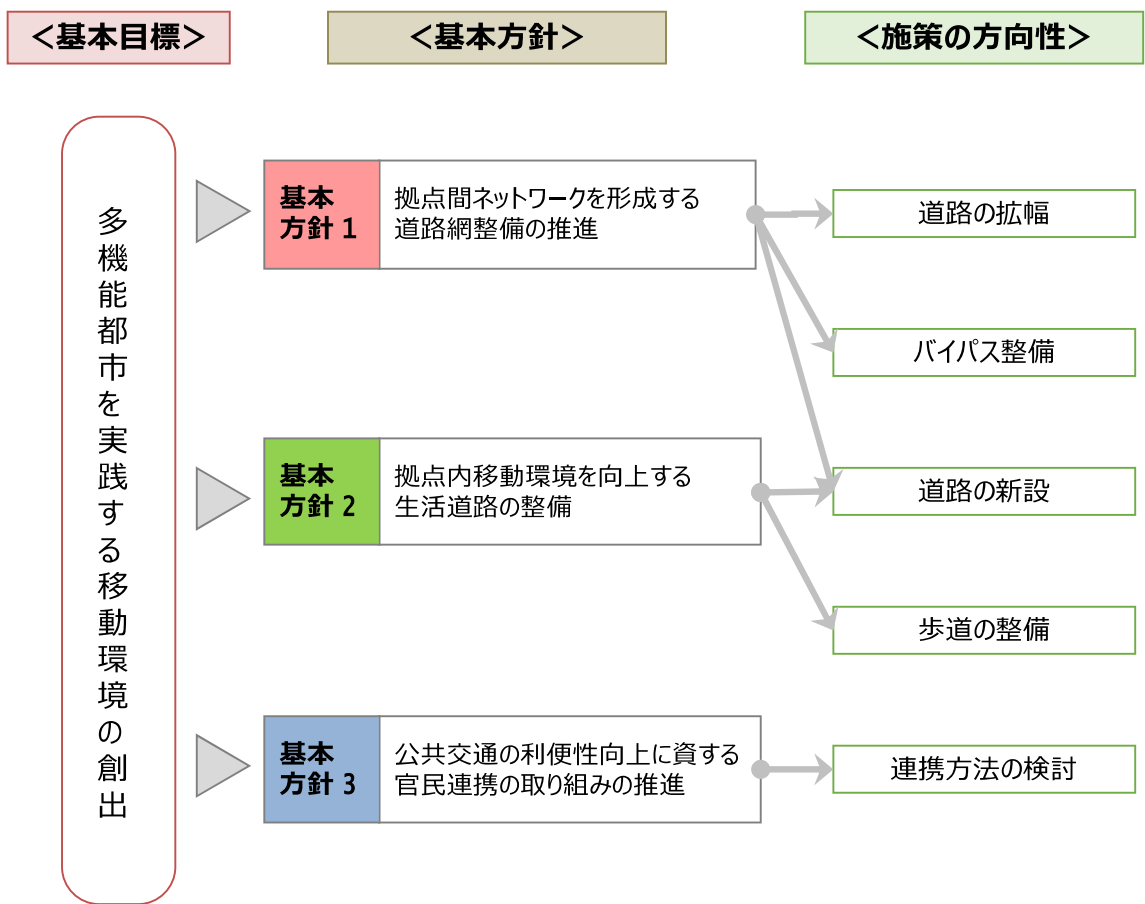 <基本目標>
<基本方針>
<施策の方向性>
多機能都市を実践する移動環境の創出
基本
方針 1
拠点間ネットワークを形成する
道路網整備の推進
道路の拡幅
バイパス整備
基本
方針 2
拠点内移動環境を向上する
生活道路の整備
道路の新設
歩道の整備
基本
方針 3
公共交通の利便性向上に資する
官民連携の取り組みの推進
連携方法の検討